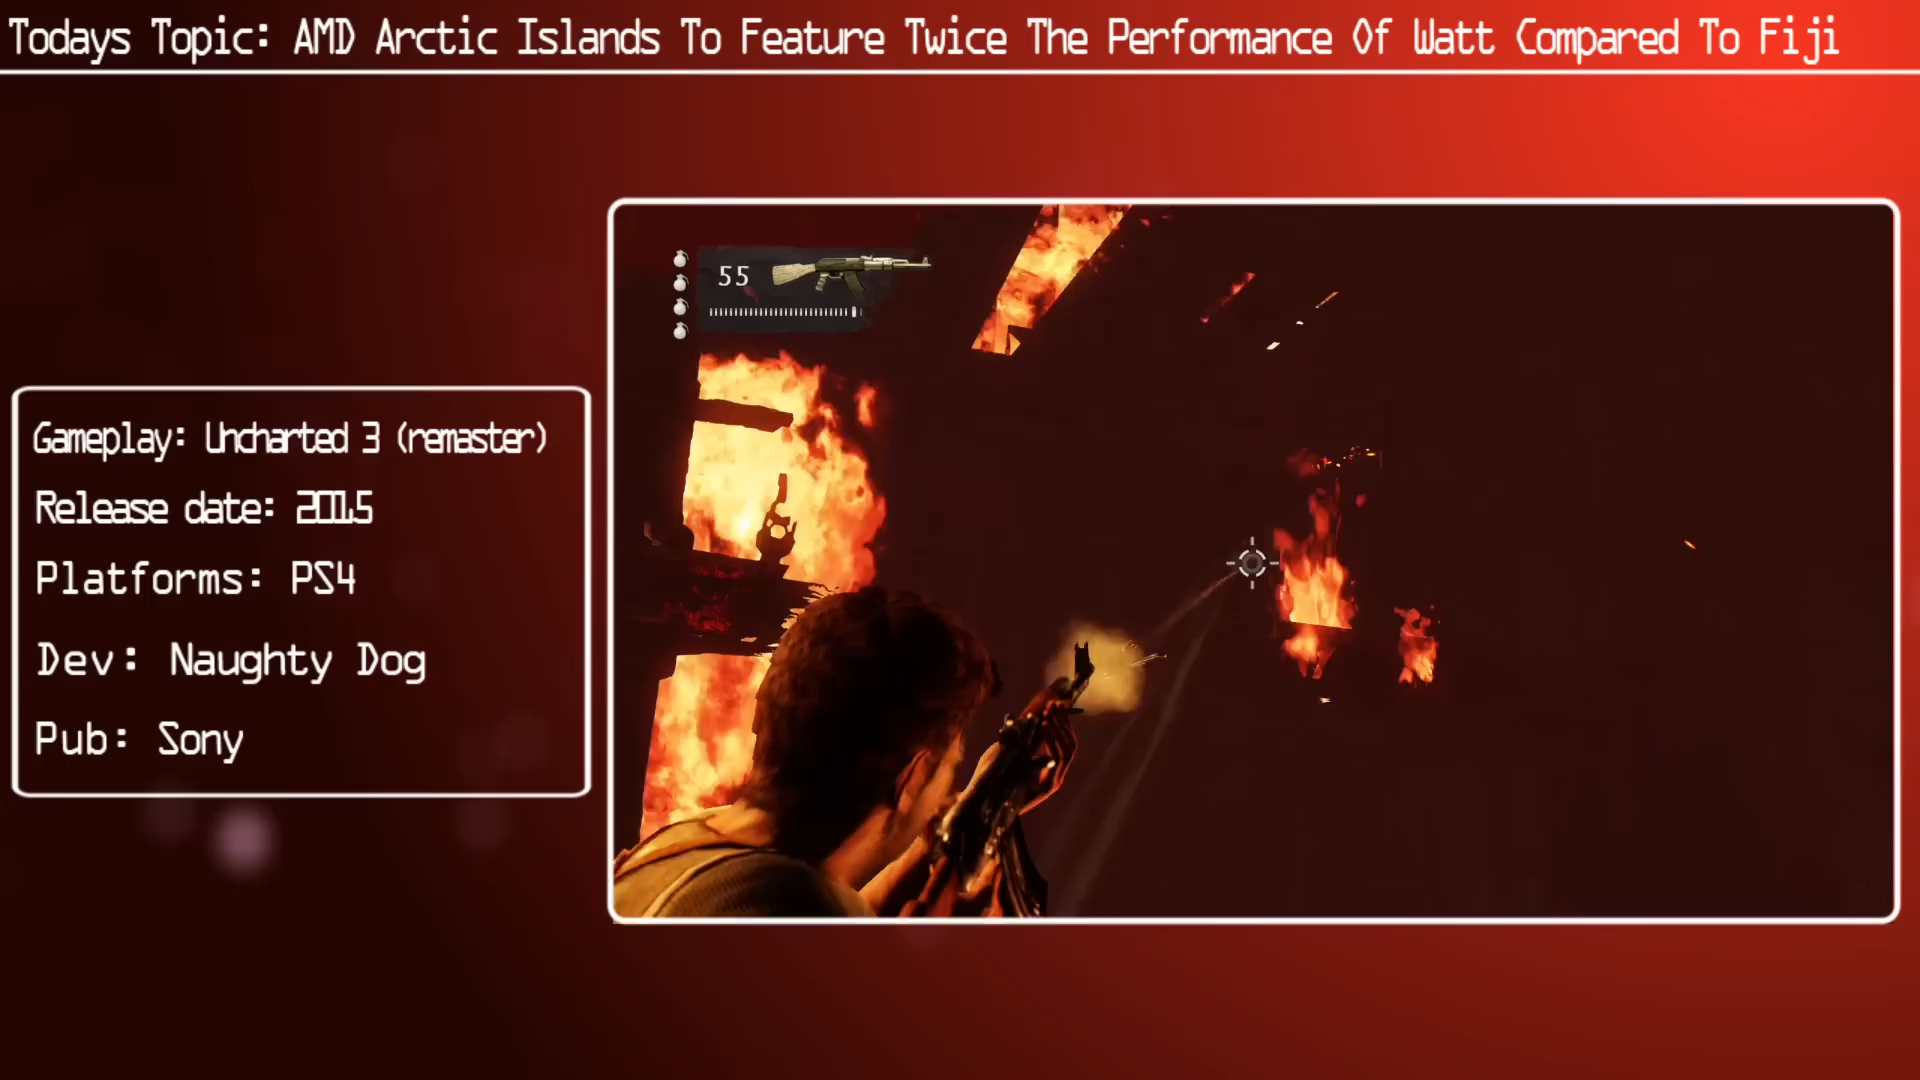 Todays Topic: AMD Arctic Islands To Feature Twice The Performance Of Watt Compared To Fiji
55
Gameplay: Uncharted 3 (remaster)
Release date: 2015
Platforms: PS4
Dev: Naughty Dog
Pub: Sony